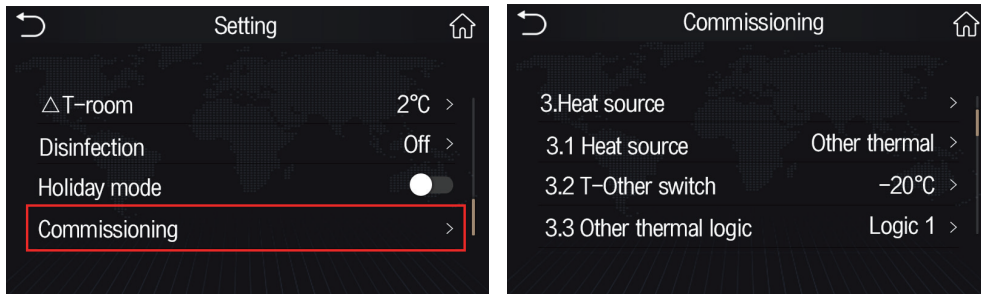 Setting
△T-room 2°C >
Disinfection Off >
Holiday mode
Commissioning >
Commissioning
3.Heat source >
3.1 Heat source Other thermal >
3.2 T-Other switch -20°C >
3.3 Other thermal logic Logic 1 >